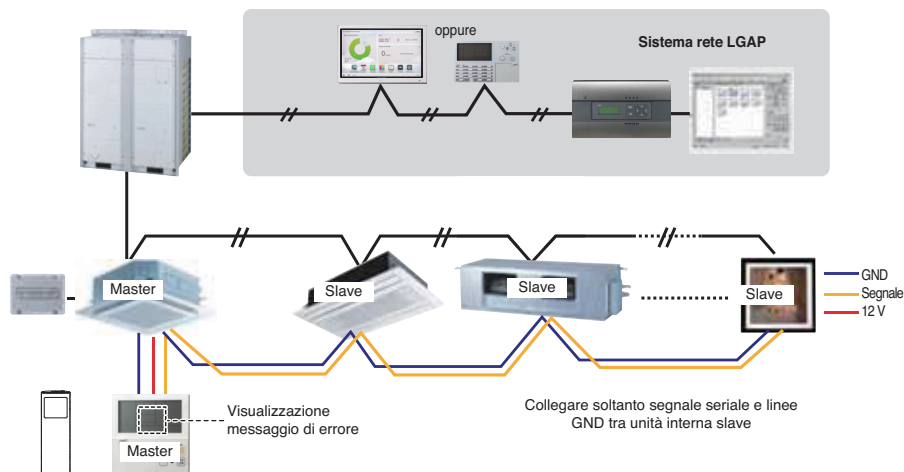 oppure
Sistema rete LGAP
Master
Slave
Slave
Slave
GND
Segnale
12 V
Visualizzazione
messaggio di errore
Master
Collegare soltanto segnale seriale e linee
GND tra unità interna slave